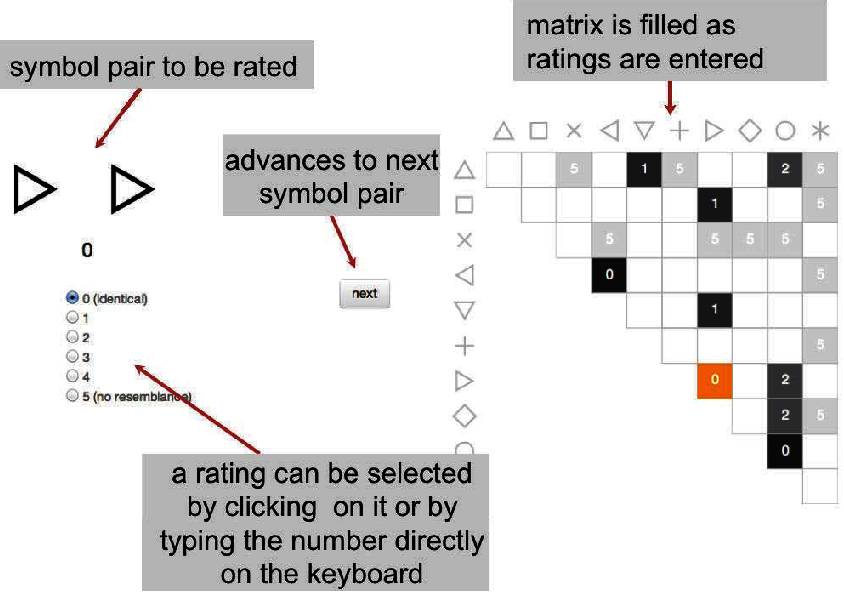 matrix is filled as
ratings are entered
symbol pair to be rated
advances to next
symbol pair
0
0 (identical)
1
2
3
4
5 (no resemblance)
next
5 1 5 2 5
1 5
5 5 5 5
0 5
1
5
0 2
2 5
0
a rating can be selected
by clicking on it or by
typing the number directly
on the keyboard